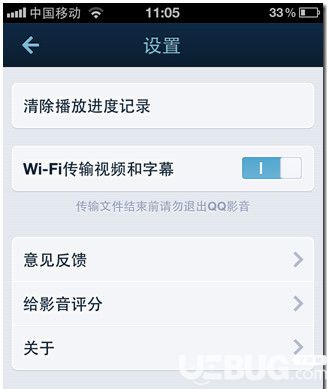 中国移动 11:05 33%
设置
清除播放进度记录
Wi-Fi传输视频和字幕
传输文件结束前请勿退出QQ影音
意见反馈
给影音评分
关于